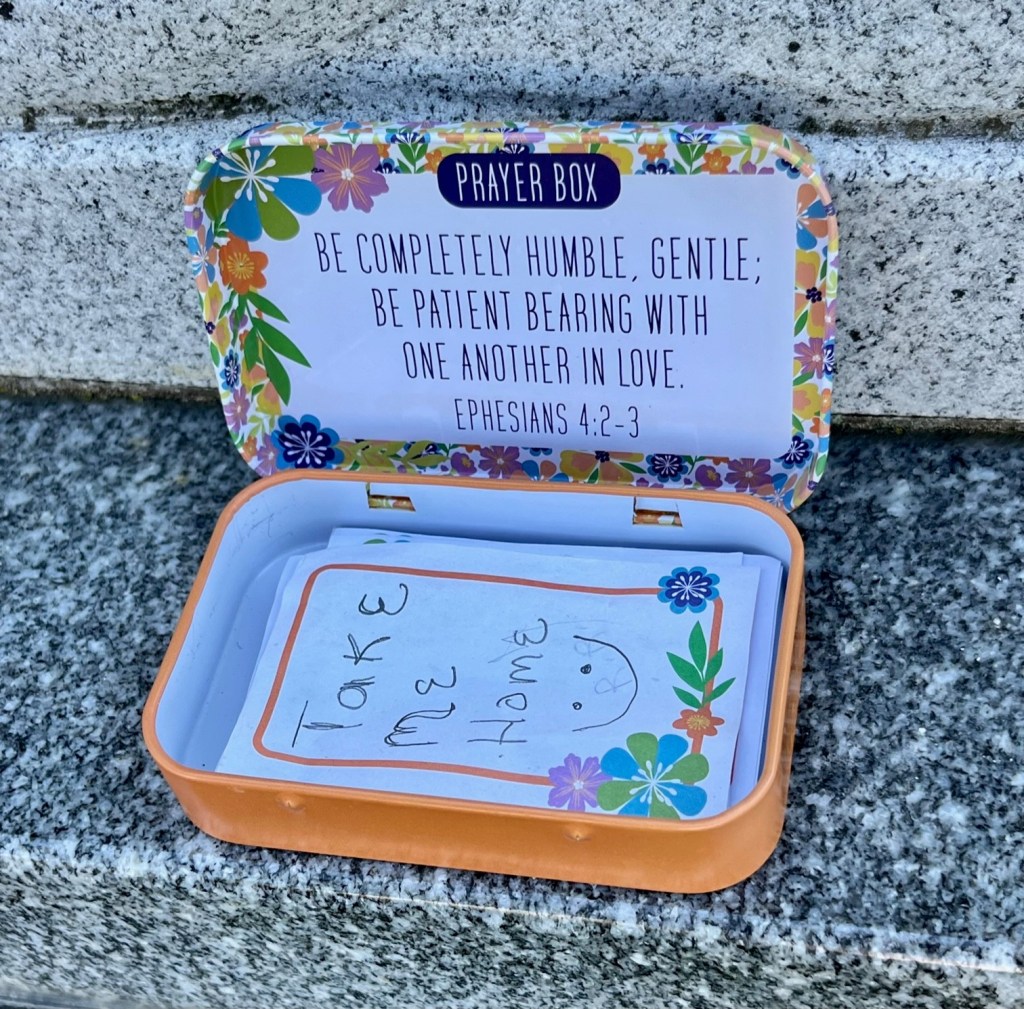 PRAYER BOX
BE COMPLETELY HUMBLE, GENTLE;
BE PATIENT BEARING WITH
ONE ANOTHER IN LOVE.
EPHESIANS 4:2-3
TakE
ME
HomE